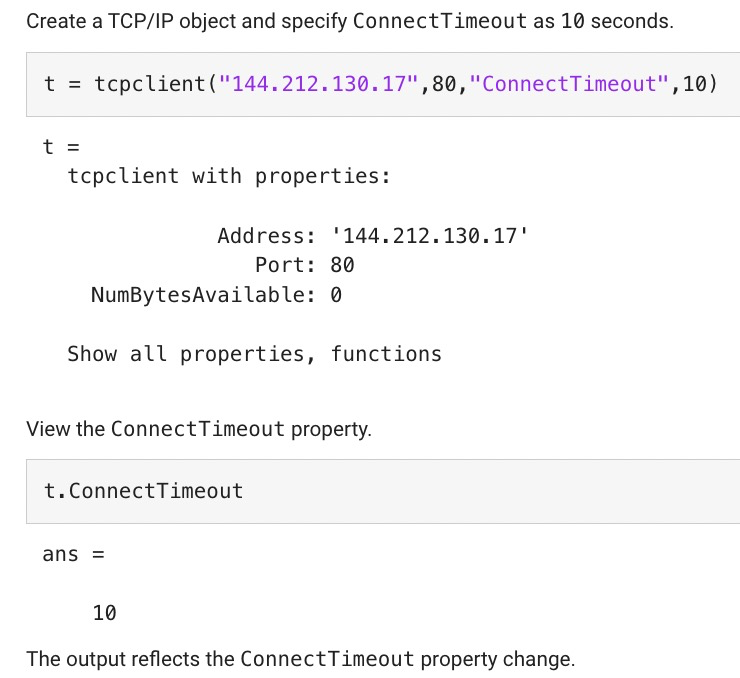 Create a TCP/IP object and specify ConnectTimeout as 10 seconds.
t = tcpclient("144.212.130.17",80,"ConnectTimeout",10)
t =
tcpclient with properties:
Address: '144.212.130.17'
Port: 80
NumBytesAvailable: 0
Show all properties, functions
View the ConnectTimeout property.
t.ConnectTimeout
ans =
10
The output reflects the ConnectTimeout property change.